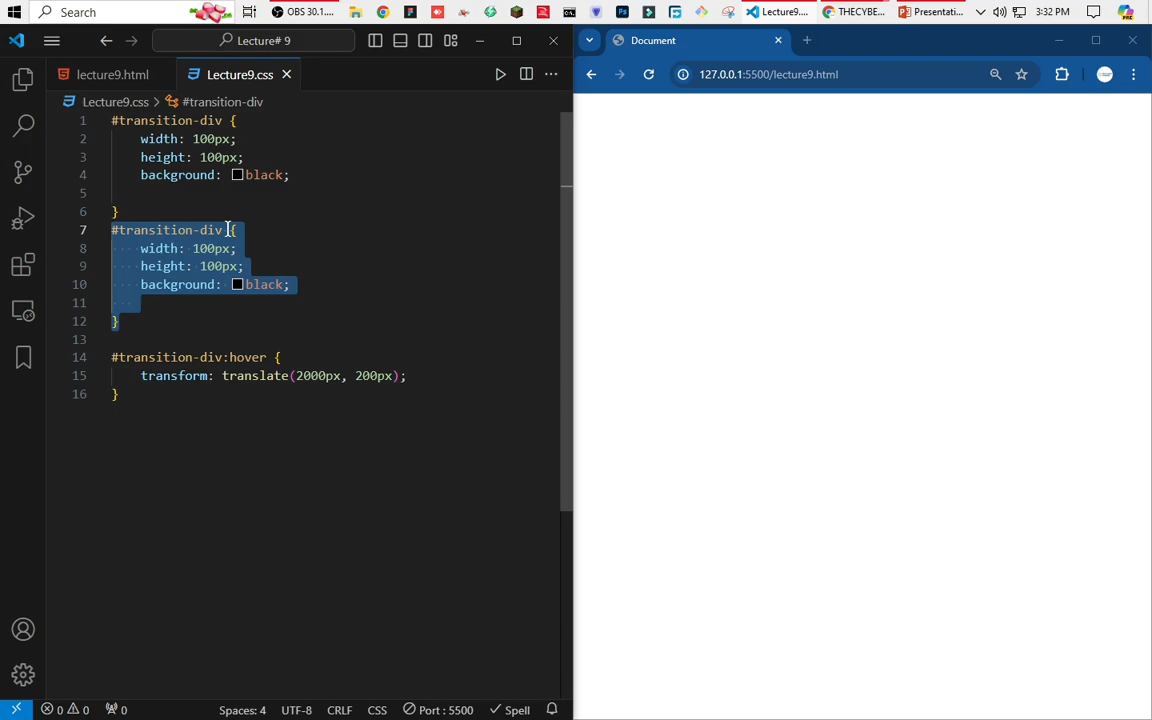 Search
OBS 30.1....
Lecture9....
THECYBE...
Presentati...
3:32 PM
PRE
Lecture# 9
Document
lecture9.html
Lecture9.css
127.0.0.1:5500/lecture9.html
Lecture9.css > #transition-div
1 #transition-div {
2 width: 100px;
3 height: 100px;
4 background: black;
5
6 }
7 #transition-div {
8 width: 100px;
9 height: 100px;
10 background: black;
11
12 }
13
14 #transition-div:hover {
15 transform: translate(2000px, 200px);
16 }
0 0 0 Spaces: 4 UTF-8 CRLF CSS Port : 5500 Spell